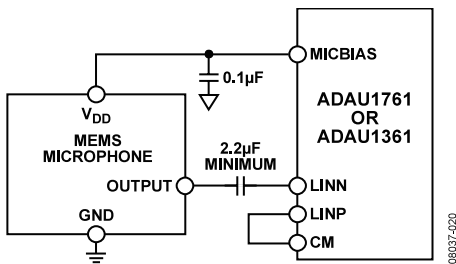 MICBIAS
0.1µF
ADAU1761
OR
ADAU1361
VDD
MEMS
MICROPHONE
2.2µF
MINIMUM
OUTPUT
LINN
LINP
GND
CM
08037-020